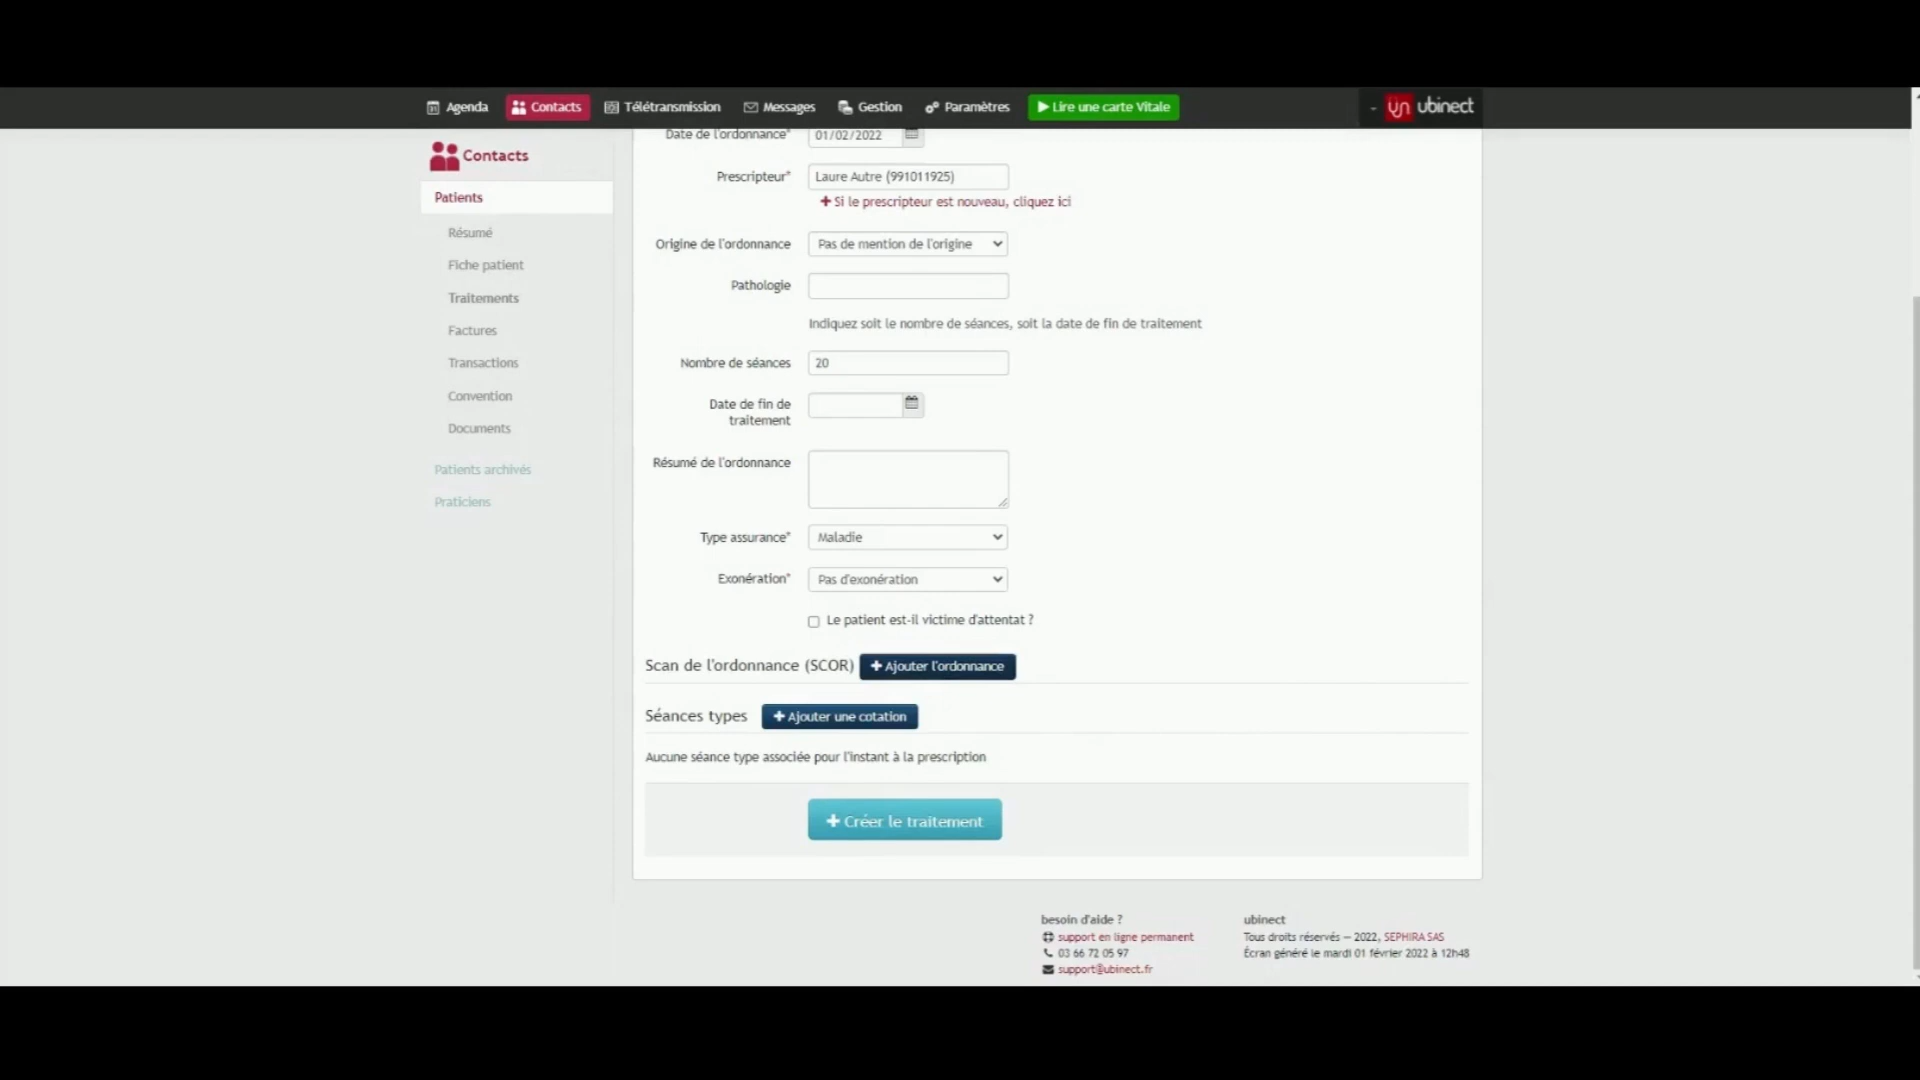 Agenda Contacts Télétransmission Messages Gestion Paramètres Lire une carte Vitale - ubinect
Contacts
Patients
Résumé
Fiche patient
Traitements
Factures
Transactions
Convention
Documents
Patients archivés
Praticiens
Date de l'ordonnance* 01/02/2022
Prescripteur* Laure Autre (991011925)
+ Si le prescripteur est nouveau, cliquez ici
Origine de l'ordonnance Pas de mention de l'origine
Pathologie
Indiquez soit le nombre de séances, soit la date de fin de traitement
Nombre de séances 20
Date de fin de
traitement
Résumé de l'ordonnance
Type assurance* Maladie
Exonération* Pas d'exonération
Le patient est-il victime d'attentat ?
Scan de l'ordonnance (SCOR) + Ajouter l'ordonnance
Séances types + Ajouter une cotation
Aucune séance type associée pour l'instant à la prescription
+ Créer le traitement
besoin d'aide ?
support en ligne permanent
03 66 72 05 97
support@ubinect.fr
ubinect
Tous droits réservés — 2022, SEPHIRA SAS
Écran généré le mardi 01 février 2022 à 12h48